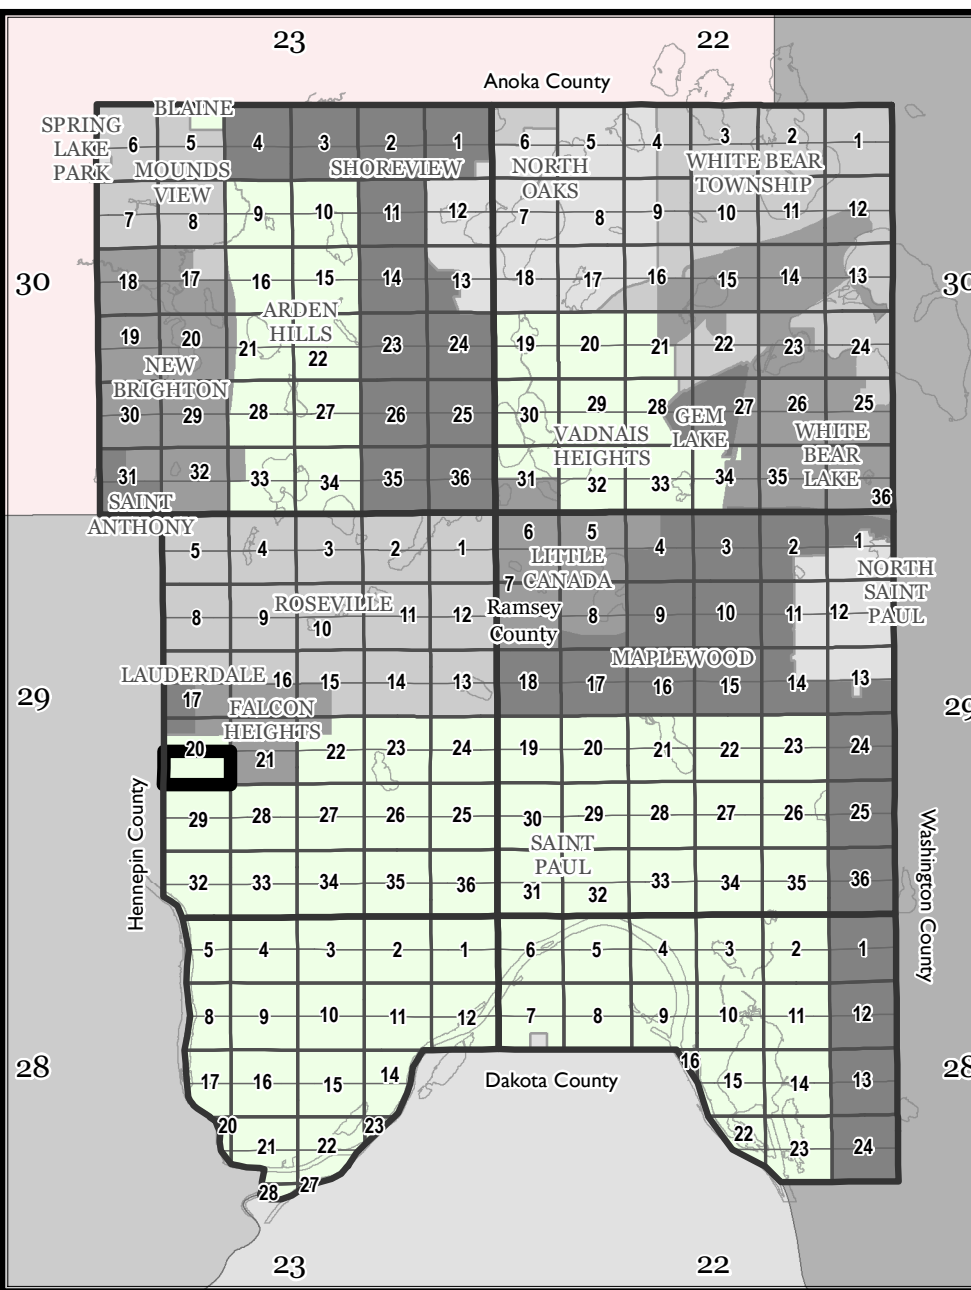 23 22
Anoka County
BLAINE
SPRING
LAKE
PARK
6 5 4 3 2 1 6 5 4 3 2 1
MOUNDS
VIEW
SHOREVIEW
NORTH
OAKS
WHITE BEAR
TOWNSHIP
7 8 9 10 11 12 7 8 9 10 11 12
30 18 17 16 15 14 13 18 17 16 15 14 13 30
ARDEN
HILLS
19 20 21 22 23 24 19 20 21 22 23 24
NEW
BRIGHTON
30 29 28 27 26 25 30 29 28 27 26 25
GEM
LAKE
VADNAIS
HEIGHTS
WHITE
BEAR
LAKE
31 32 33 34 35 36 31 32 33 34 35 36
SAINT
ANTHONY
5 4 3 2 1 6 5 4 3 2 1
LITTLE
CANADA
NORTH
SAINT
PAUL
8 9 10 11 12 7 8 9 10 11 12
ROSEVILLE
Ramsey
County
MAPLEWOOD
LAUDERDALE
29 17 16 15 14 13 18 17 16 15 14 13 29
FALCON
HEIGHTS
20 21 22 23 24 19 20 21 22 23 24
29 28 27 26 25 30 29 28 27 26 25
Hennepin County
Washington County
SAINT
PAUL
32 33 34 35 36 31 32 33 34 35 36
5 4 3 2 1 6 5 4 3 2 1
8 9 10 11 12 7 8 9 10 11 12
28 17 16 15 14 16 15 14 13 28
Dakota County
20 21 22 23 22 23 24
28 27
23 22